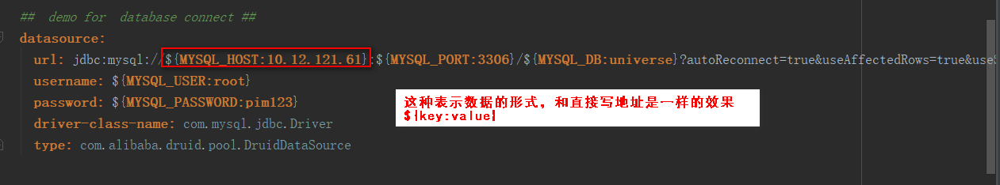 ## demo for database connect ##
datasource:
url: jdbc:mysql://${MYSQL_HOST:10.12.121.61}:${MYSQL_PORT:3306}/${MYSQL_DB:universe}?autoReconnect=true&useAffectedRows=true&use
username: ${MYSQL_USER:root}
password: ${MYSQL_PASSWORD:pim123}
这种表示数据的形式，和直接写地址是一样的效果
${key:value}
driver-class-name: com.mysql.jdbc.Driver
type: com.alibaba.druid.pool.DruidDataSource